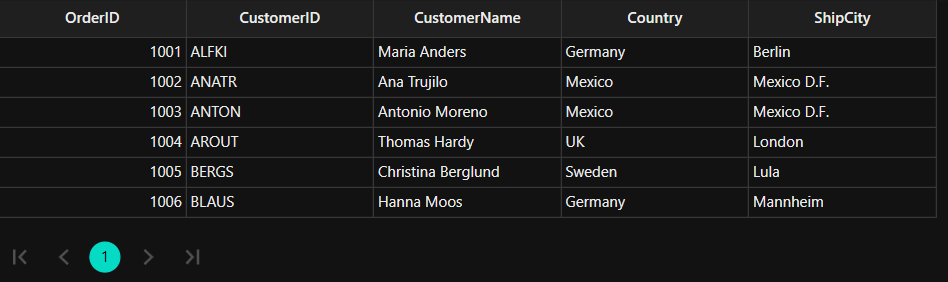 OrderID CustomerID CustomerName Country ShipCity
1001 ALFKI Maria Anders Germany Berlin
1002 ANATR Ana Trujilo Mexico Mexico D.F.
1003 ANTON Antonio Moreno Mexico Mexico D.F.
1004 AROUT Thomas Hardy UK London
1005 BERGS Christina Berglund Sweden Lula
1006 BLAUS Hanna Moos Germany Mannheim
1